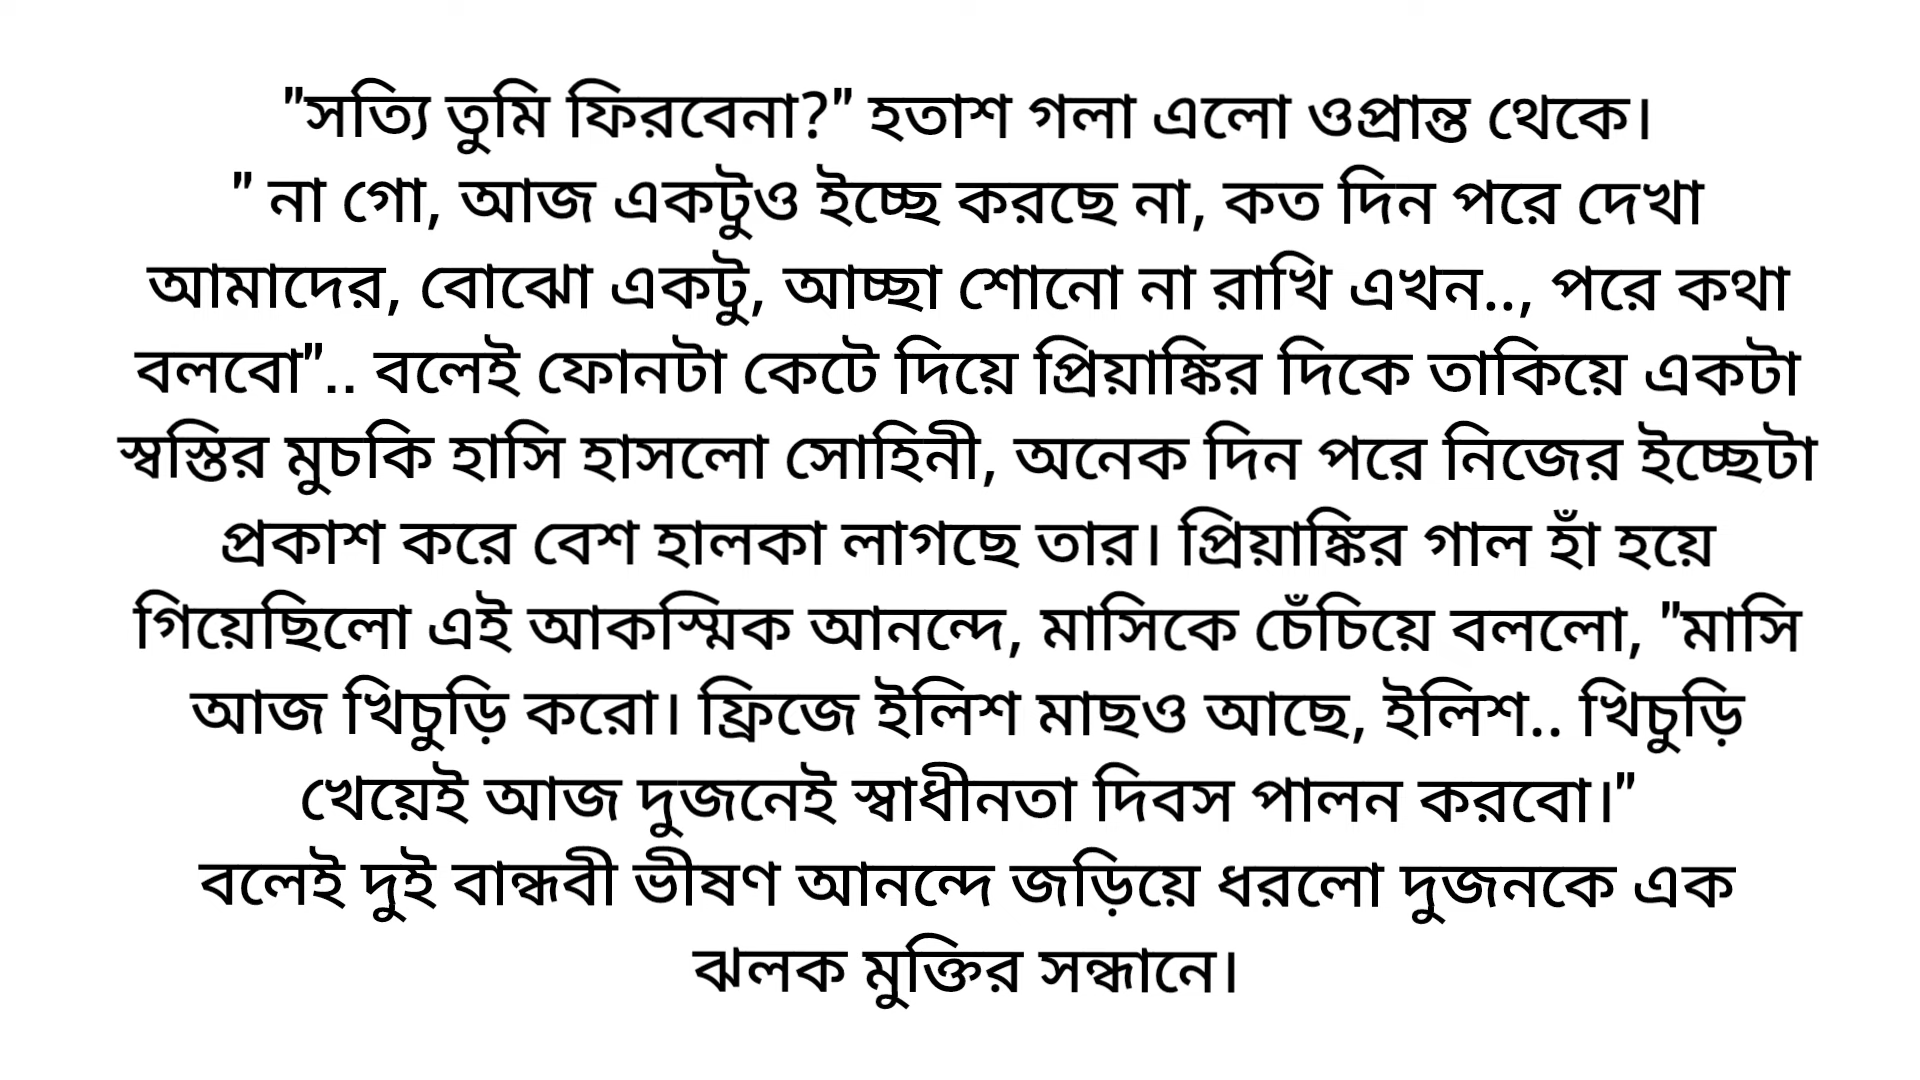 "সত্যি তুমি ফিরবেনা?" হতাশ গলা এলো ওপ্রান্ত থেকে।
" না গো, আজ একটুও ইচ্ছে করছে না, কত দিন পরে দেখা
আমাদের, বোঝো একটু, আচ্ছা শোনো না রাখি এখন.., পরে কথা
বলবো".. বলেই ফোনটা কেটে দিয়ে প্রিয়াঙ্কির দিকে তাকিয়ে একটা
স্বস্তির মুচকি হাসি হাসলো সোহিনী, অনেক দিন পরে নিজের ইচ্ছেটা
প্রকাশ করে বেশ হালকা লাগছে তার। প্রিয়াঙ্কির গাল হাঁ হয়ে
গিয়েছিলো এই আকস্মিক আনন্দে, মাসিকে চেঁচিয়ে বললো, "মাসি
আজ খিচুড়ি করো। ফ্রিজে ইলিশ মাছও আছে, ইলিশ.. খিচুড়ি
খেয়েই আজ দুজনেই স্বাধীনতা দিবস পালন করবো।"
বলেই দুই বান্ধবী ভীষণ আনন্দে জড়িয়ে ধরলো দুজনকে এক
ঝলক মুক্তির সন্ধানে।